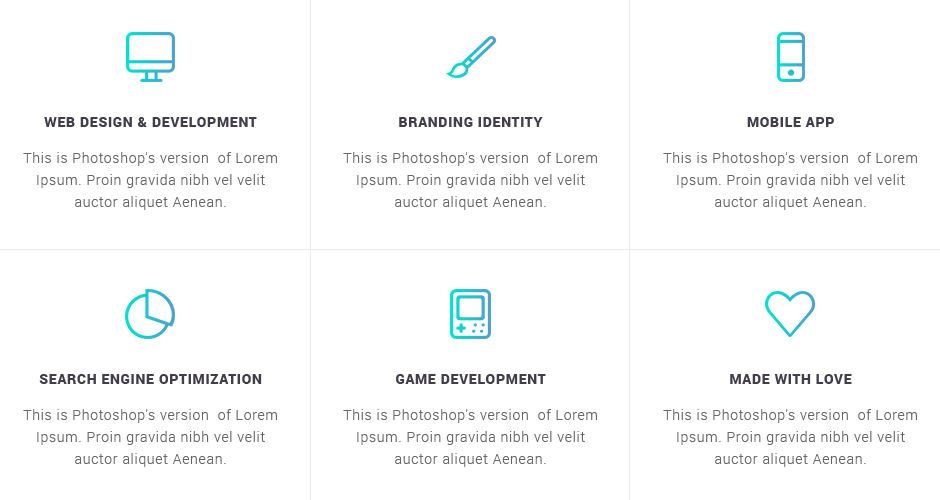 WEB DESIGN & DEVELOPMENT
This is Photoshop's version  of Lorem
Ipsum. Proin gravida nibh vel velit
auctor aliquet Aenean.
BRANDING IDENTITY
This is Photoshop's version  of Lorem
Ipsum. Proin gravida nibh vel velit
auctor aliquet Aenean.
MOBILE APP
This is Photoshop's version  of Lorem
Ipsum. Proin gravida nibh vel velit
auctor aliquet Aenean.
SEARCH ENGINE OPTIMIZATION
This is Photoshop's version  of Lorem
Ipsum. Proin gravida nibh vel velit
auctor aliquet Aenean.
GAME DEVELOPMENT
This is Photoshop's version  of Lorem
Ipsum. Proin gravida nibh vel velit
auctor aliquet Aenean.
MADE WITH LOVE
This is Photoshop's version  of Lorem
Ipsum. Proin gravida nibh vel velit
auctor aliquet Aenean.